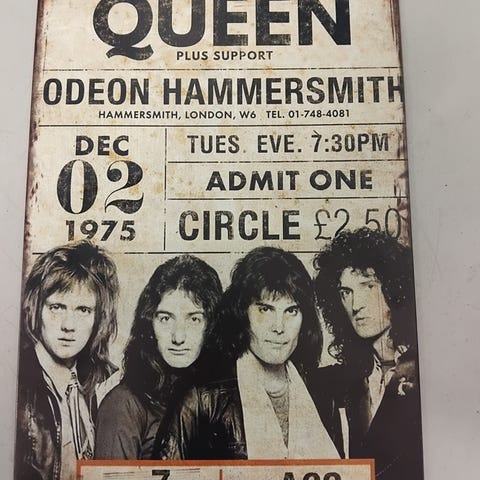 QUEEN
PLUS SUPPORT
ODEON HAMMERSMITH
HAMMERSMITH, LONDON, W6 TEL. 01-748-4081
DEC
02
1975
TUES. EVE. 7:30PM
ADMIT ONE
CIRCLE £2.50